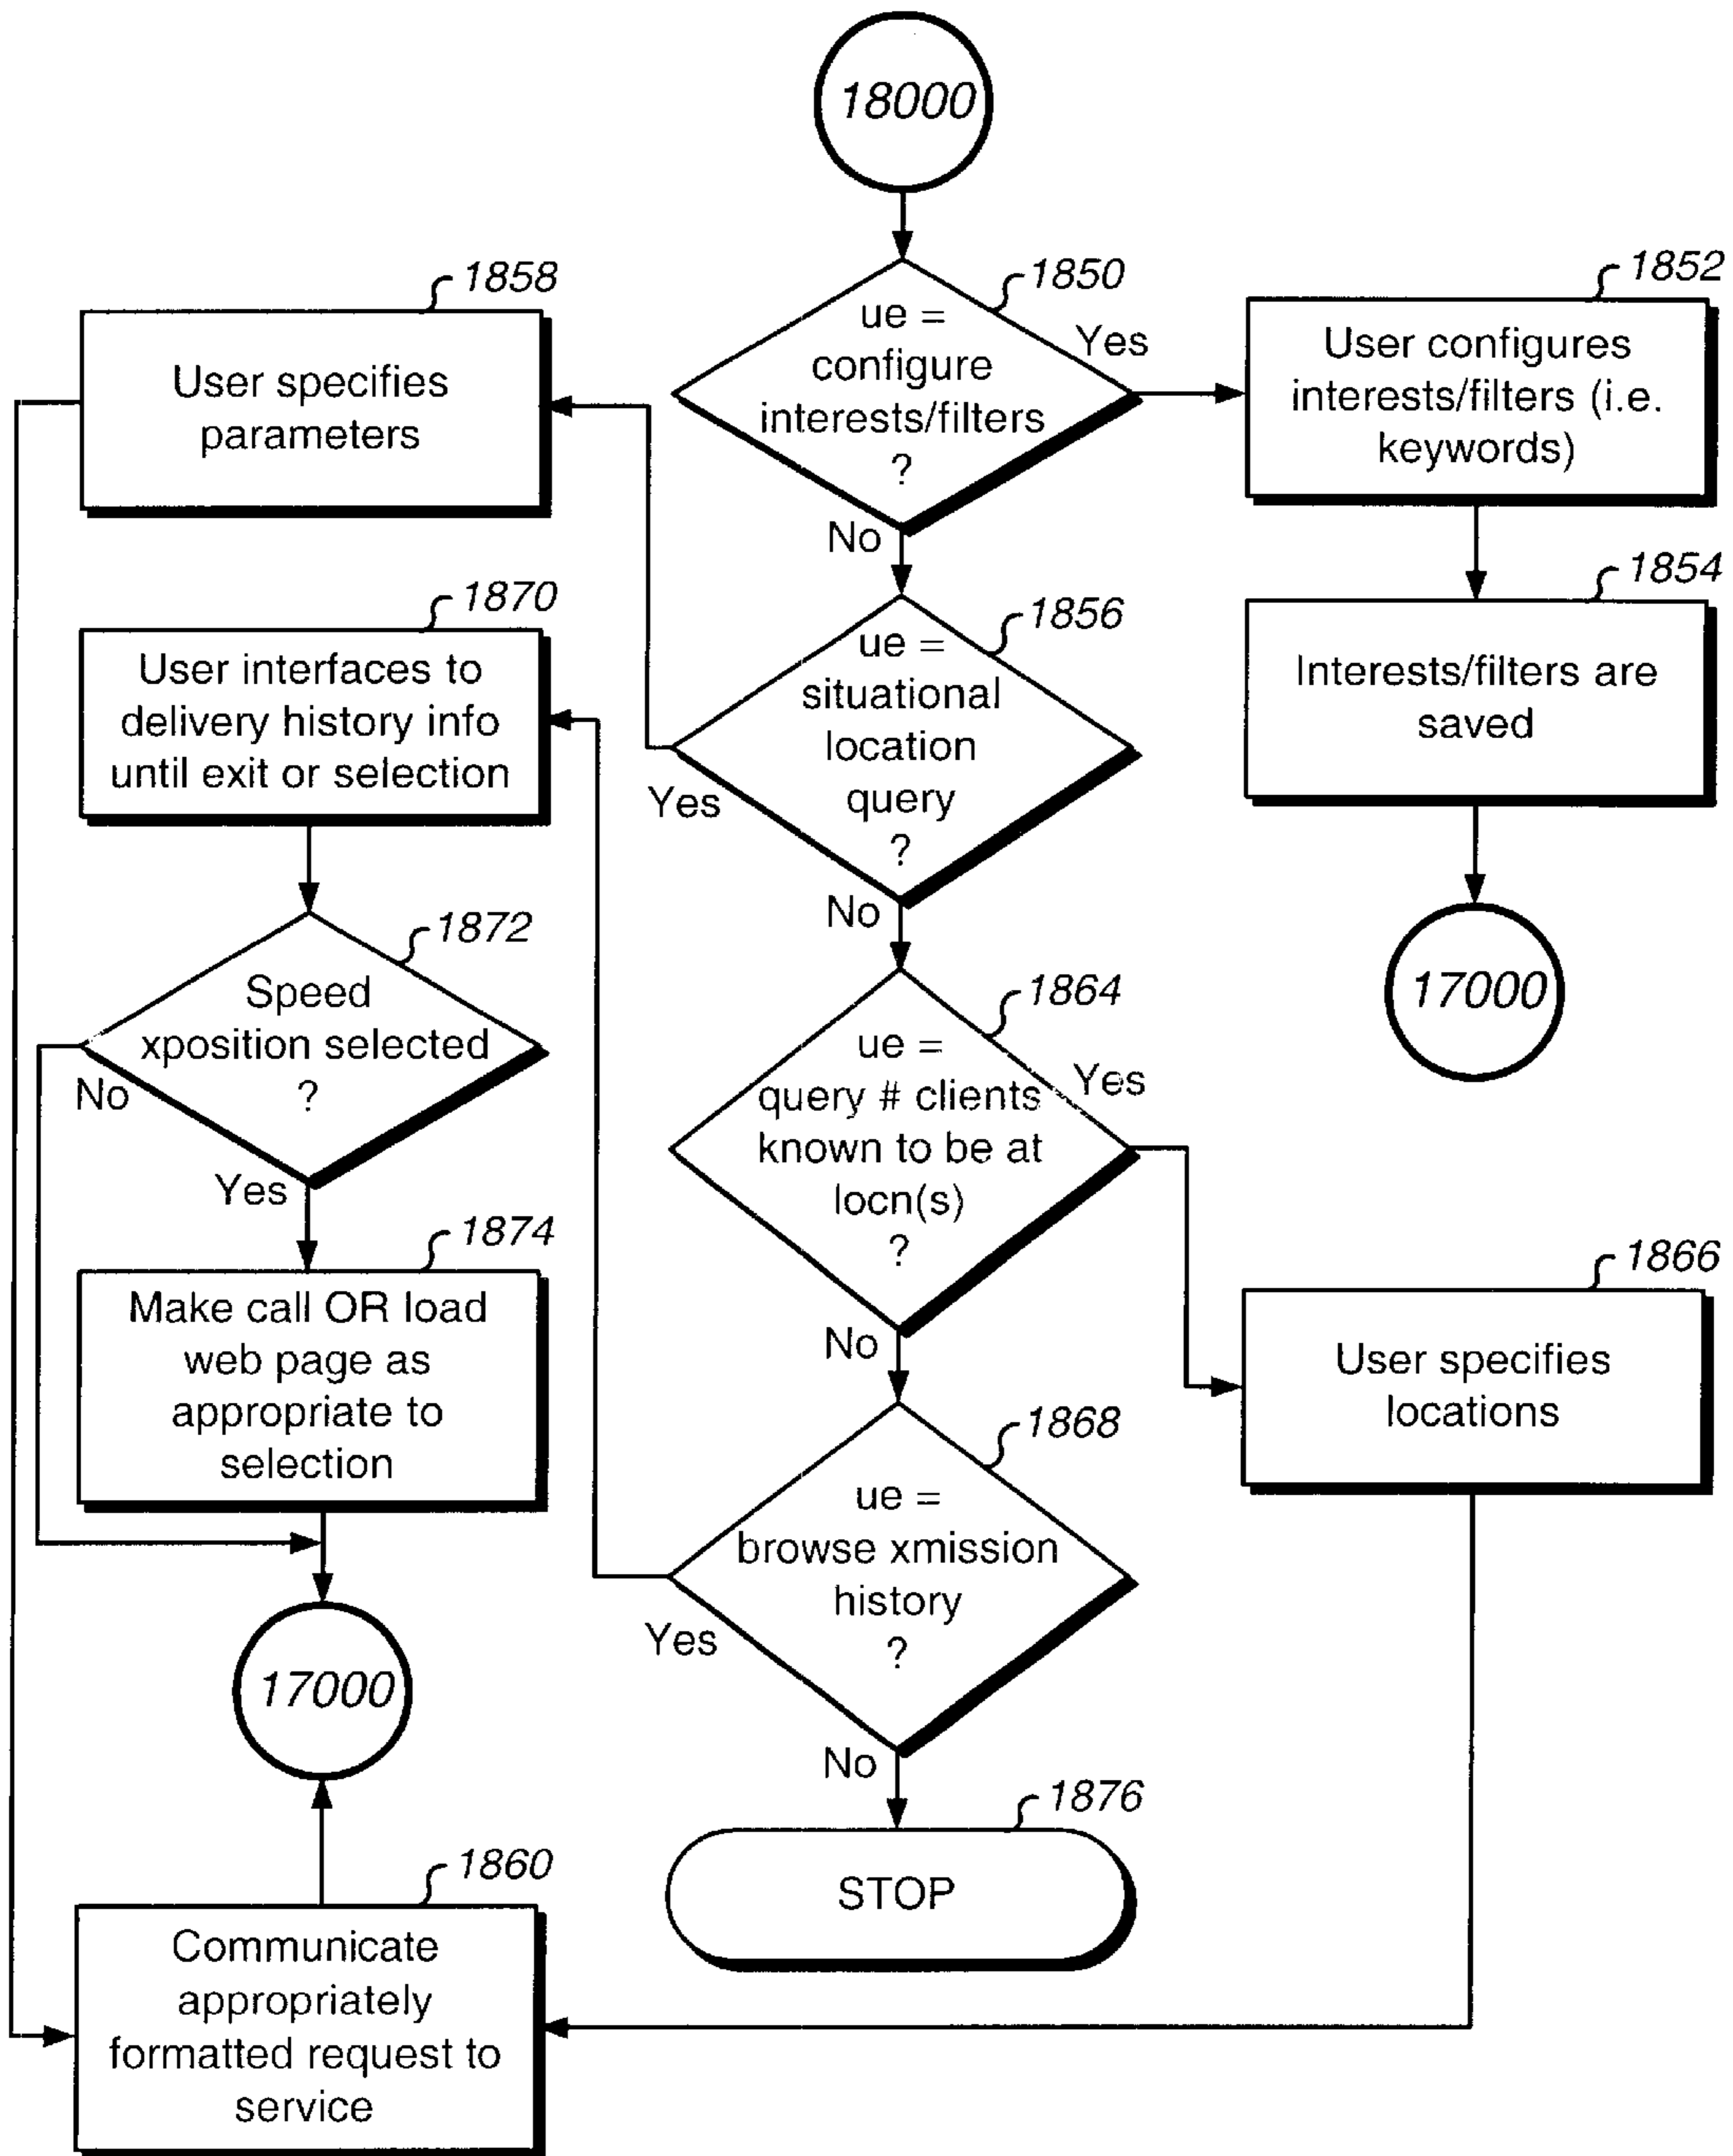 18000
1850
ue =
configure
interests/filters
?
Yes
No
1852
User configures
interests/filters (i.e.
keywords)
1854
Interests/filters are
saved
17000
1858
User specifies
parameters
1856
ue =
situational
location
query
?
Yes
No
1870
User interfaces to
delivery history info
until exit or selection
1872
Speed
xposition selected
?
No
Yes
1874
Make call OR load
web page as
appropriate to
selection
17000
1864
ue =
query # clients
known to be at
locn(s)
?
Yes
No
1866
User specifies
locations
1868
ue =
browse xmission
history
?
Yes
No
1876
STOP
1860
Communicate
appropriately
formatted request to
service